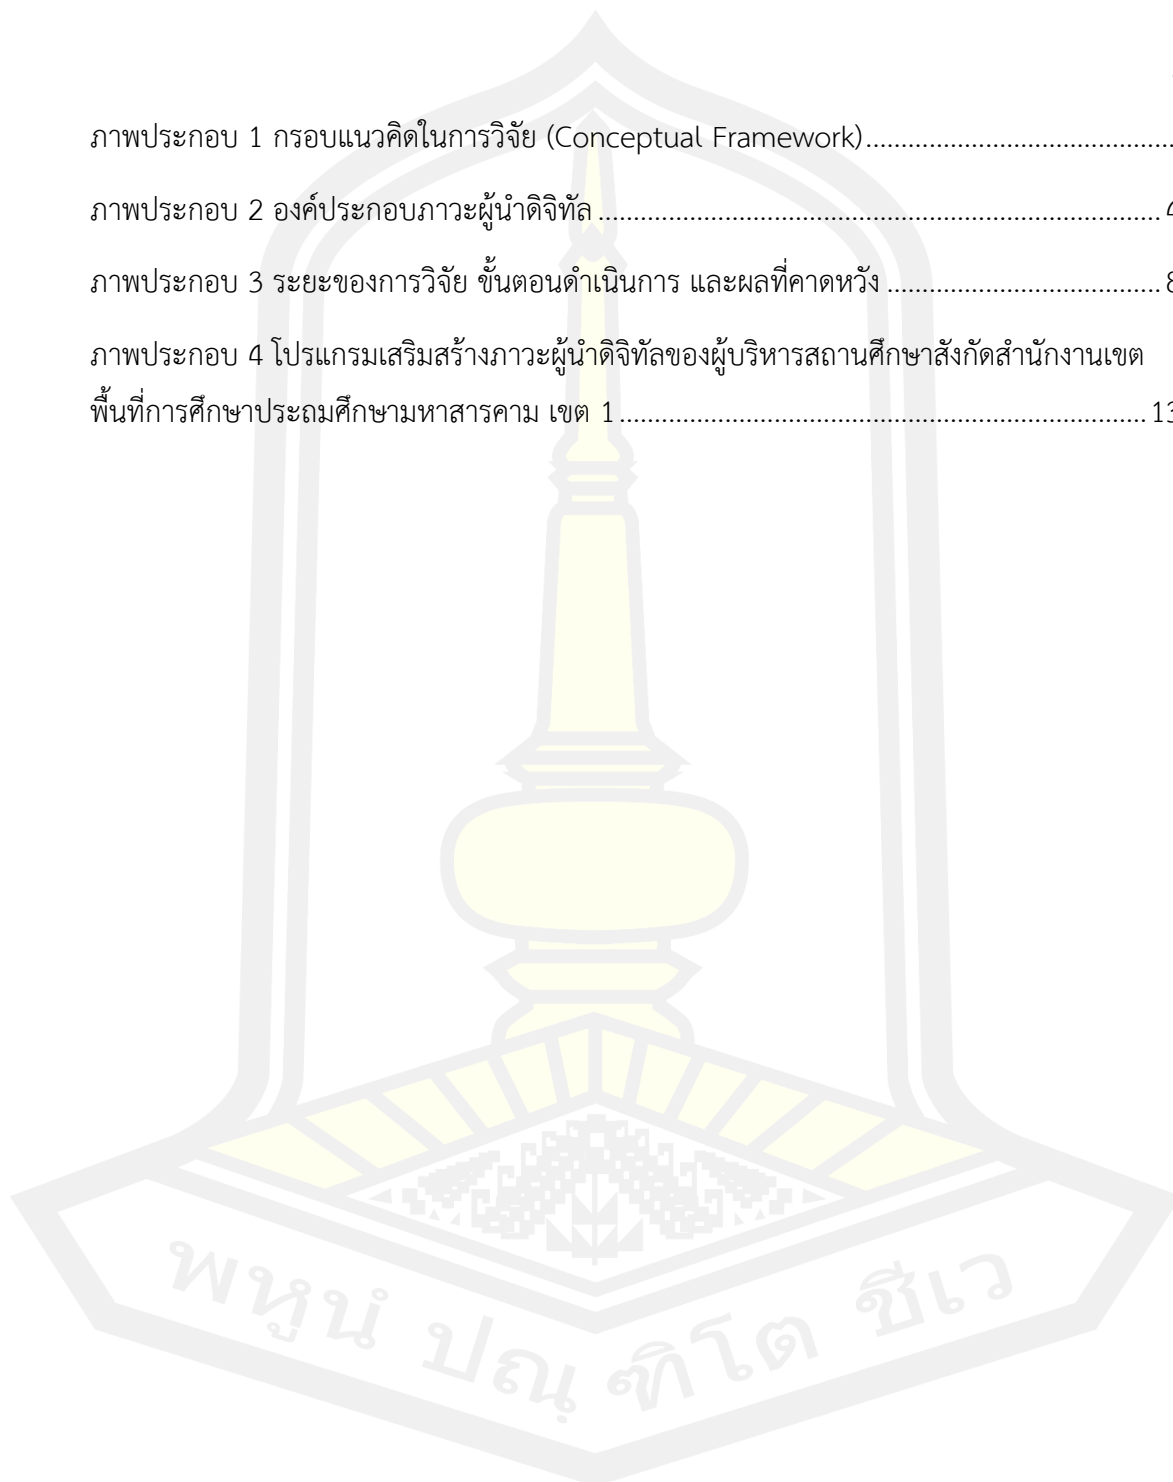 ภาพประกอบ 1 กรอบแนวคิดในการวิจัย (Conceptual Framework)......................................
ภาพประกอบ 2 องค์ประกอบภาวะผู้นำดิจิทัล......................................................................
ภาพประกอบ 3 ระยะของการวิจัย ขั้นตอนดำเนินการ และผลที่คาดหวัง..................................
ภาพประกอบ 4 โปรแกรมเสริมสร้างภาวะผู้นำดิจิทัลของผู้บริหารสถานศึกษาสังกัดสำนักงานเขต
พื้นที่การศึกษาประถมศึกษามหาสารคาม เขต 1..................................................................
พหูนํ ปณฺฑิโต ชีเว